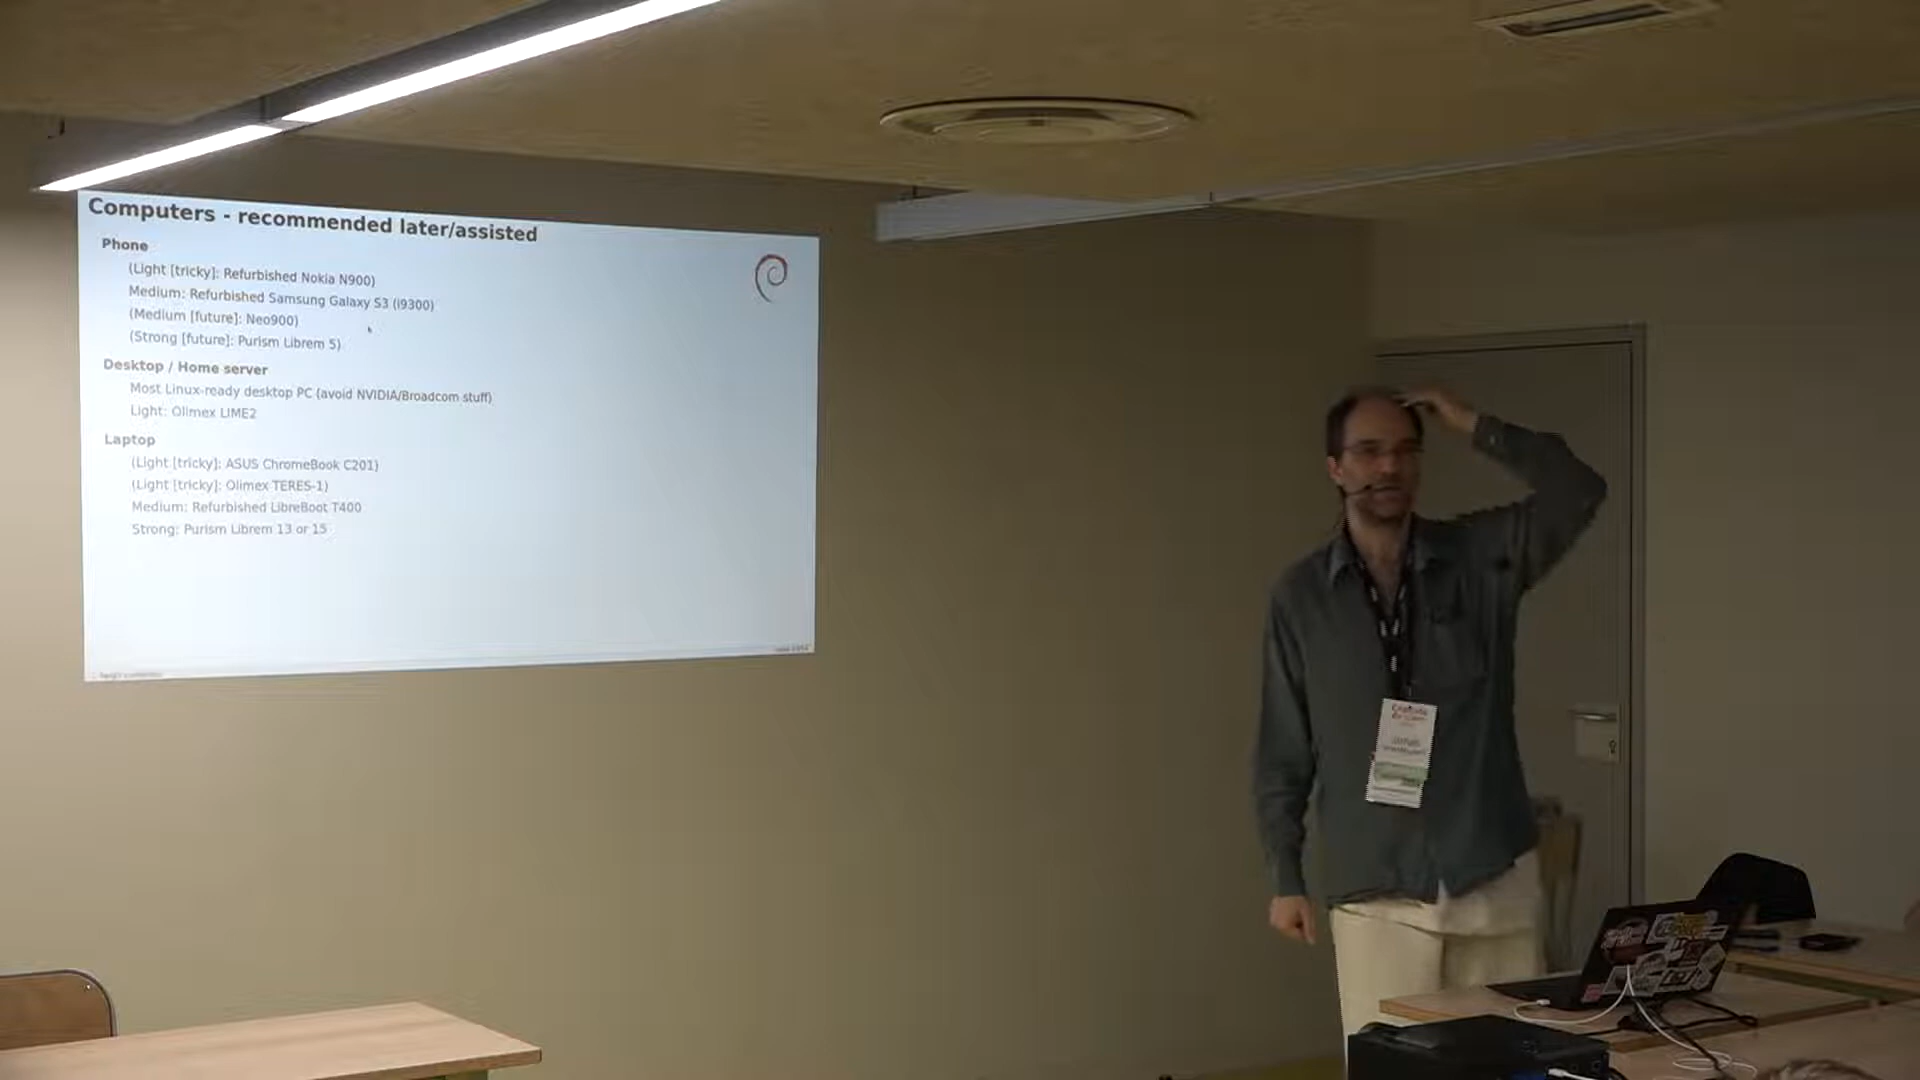 Computers - recommended later/assisted
Phone
(Light [tricky]: Refurbished Nokia N900)
Medium: Refurbished Samsung Galaxy S3 (i9300)
(Medium [future]: Neo900)
(Strong [future]: Purism Librem 5)
Desktop / Home server
Most Linux-ready desktop PC (avoid NVIDIA/Broadcom stuff)
Light: Olimex LIME2
Laptop
(Light [tricky]: ASUS ChromeBook C201)
(Light [tricky]: Olimex TERES-1)
Medium: Refurbished LibreBoot T400
Strong: Purism Librem 13 or 15